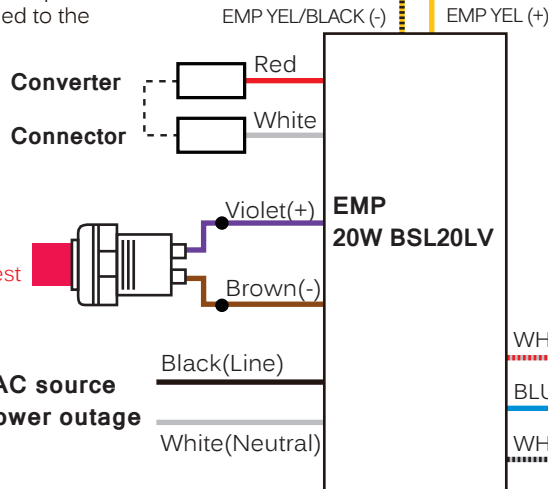 ed to the
EMP YEL/BLACK (-)
EMP YEL (+)
Converter
Red
Connector
White
Violet(+)
EMP
20W BSL20LV
est
Brown(-)
Black(Line)
AC source
ower outage
White(Neutral)
WH
BLU
WH